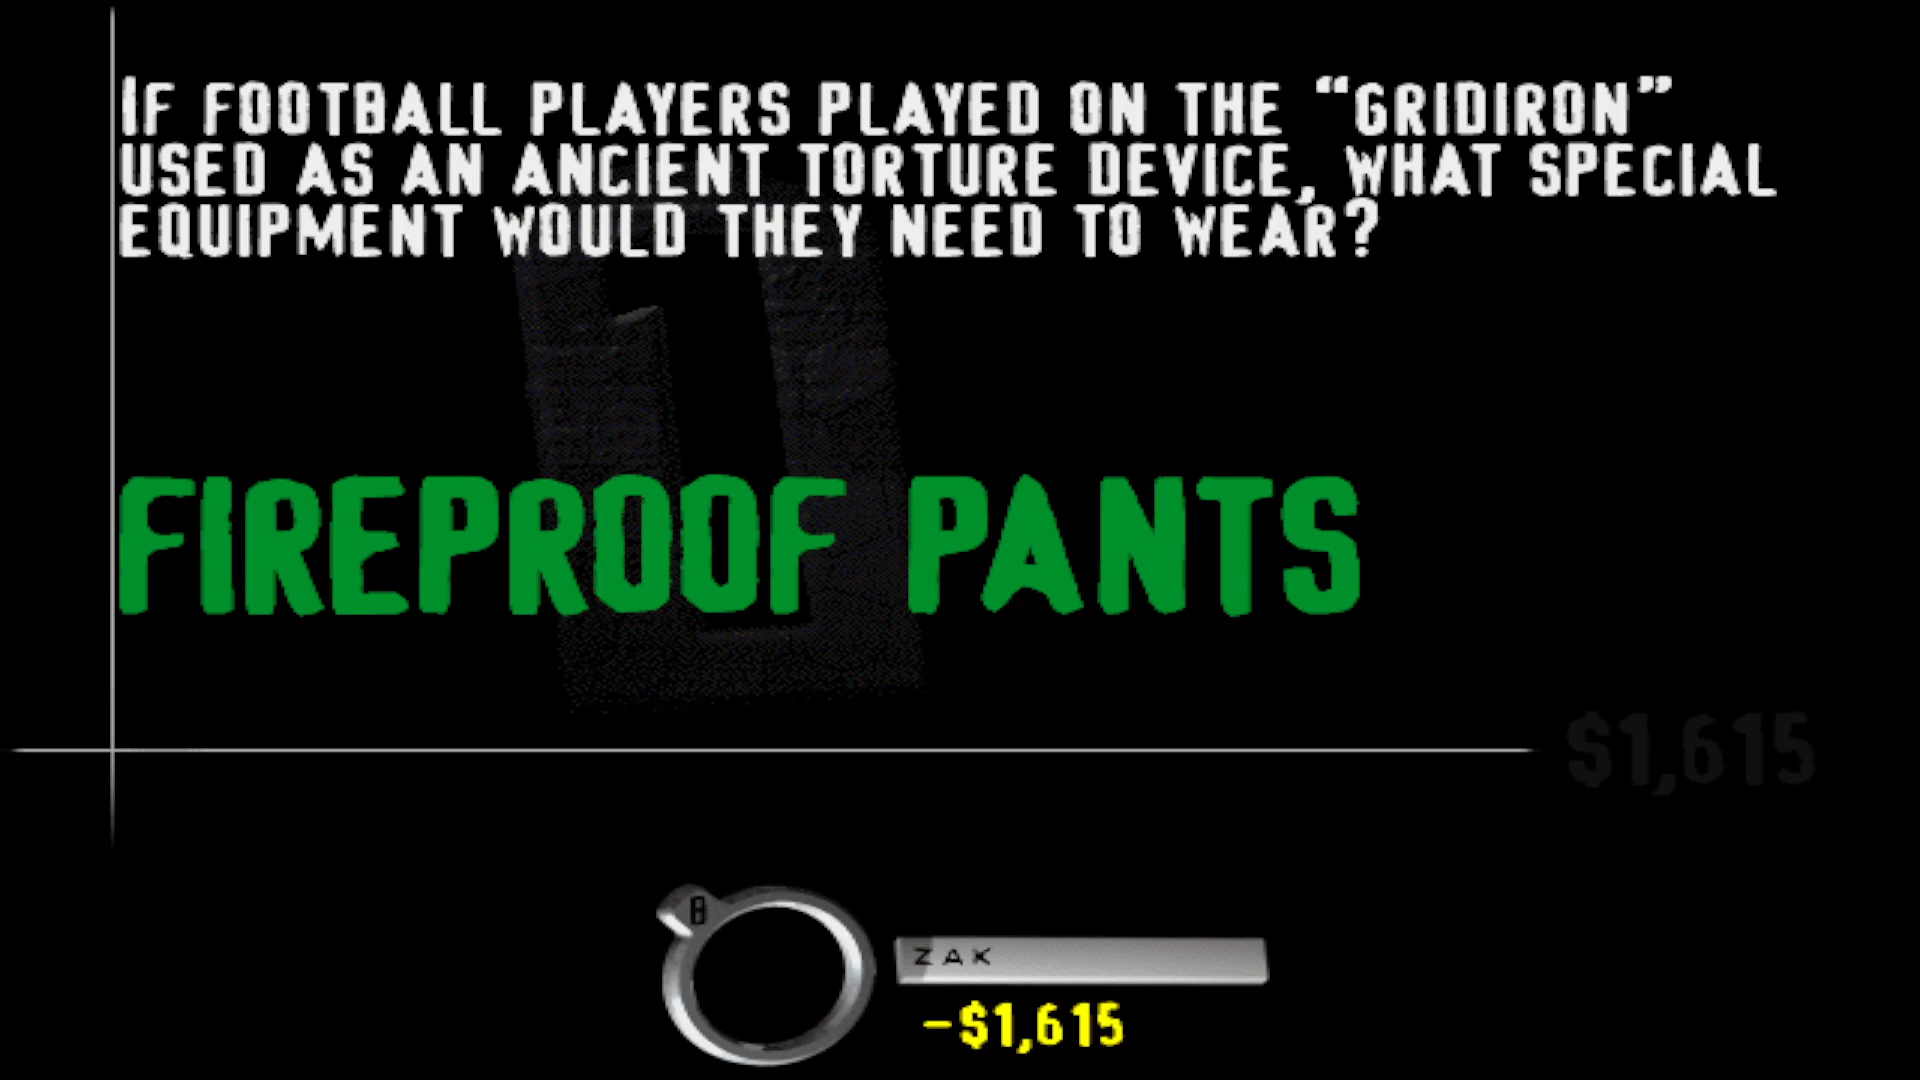 IF FOOTBALL PLAYERS PLAYED ON THE “GRIDIRON”
USED AS AN ANCIENT TORTURE DEVICE, WHAT SPECIAL
EQUIPMENT WOULD THEY NEED TO WEAR?
FIREPROOF PANTS
$1,615
B
ZAK
-$1,615